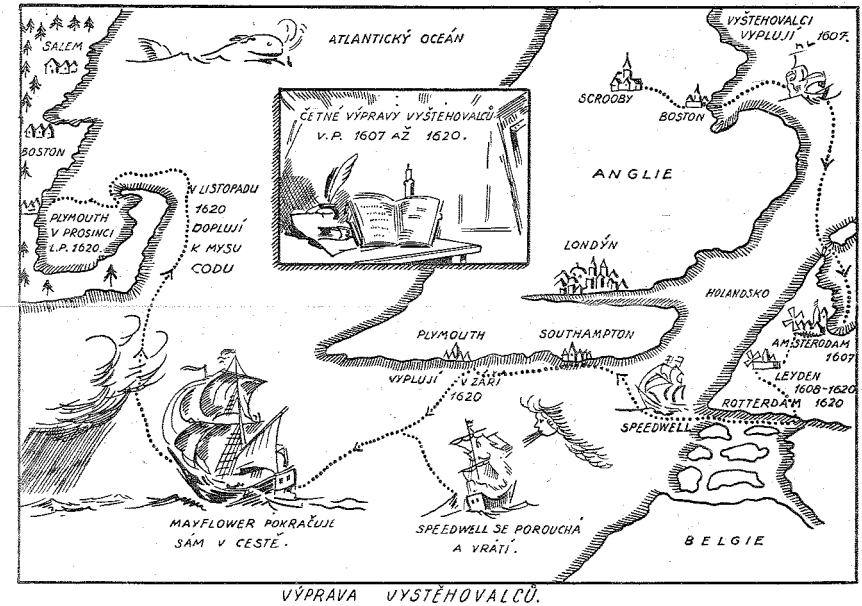 SALEM
ATLANTICKÝ OCEÁN
VYŠTEHOVALCI
VYPLUJÍ 1607.
SCROOBY
BOSTON
ČETNÉ VÝPRAVY VYŠTEHOVALCŮ
V.P. 1607 AŽ 1620.
BOSTON
ANGLIE
V LISTOPADU
1620
DOPLUJÍ
K MYSU
CODU
PLYMOUTH
V PROSINCI
L.P. 1620.
LONDÝN
HOLANDSKO
PLYMOUTH
SOUTHAMPTON
AMSTERODAM
1607
VYPLUJÍ V ZÁŘÍ
1620
LEYDEN
1608-1620
ROTTERDAM 1620
SPEEDWELL
MAYFLOWER POKRAČUJE
SÁM V CESTĚ.
SPEEDWELL SE POROUCHÁ
A VRÁTÍ.
BELGIE
VÝPRAVA VYSTĚHOVALCŮ.